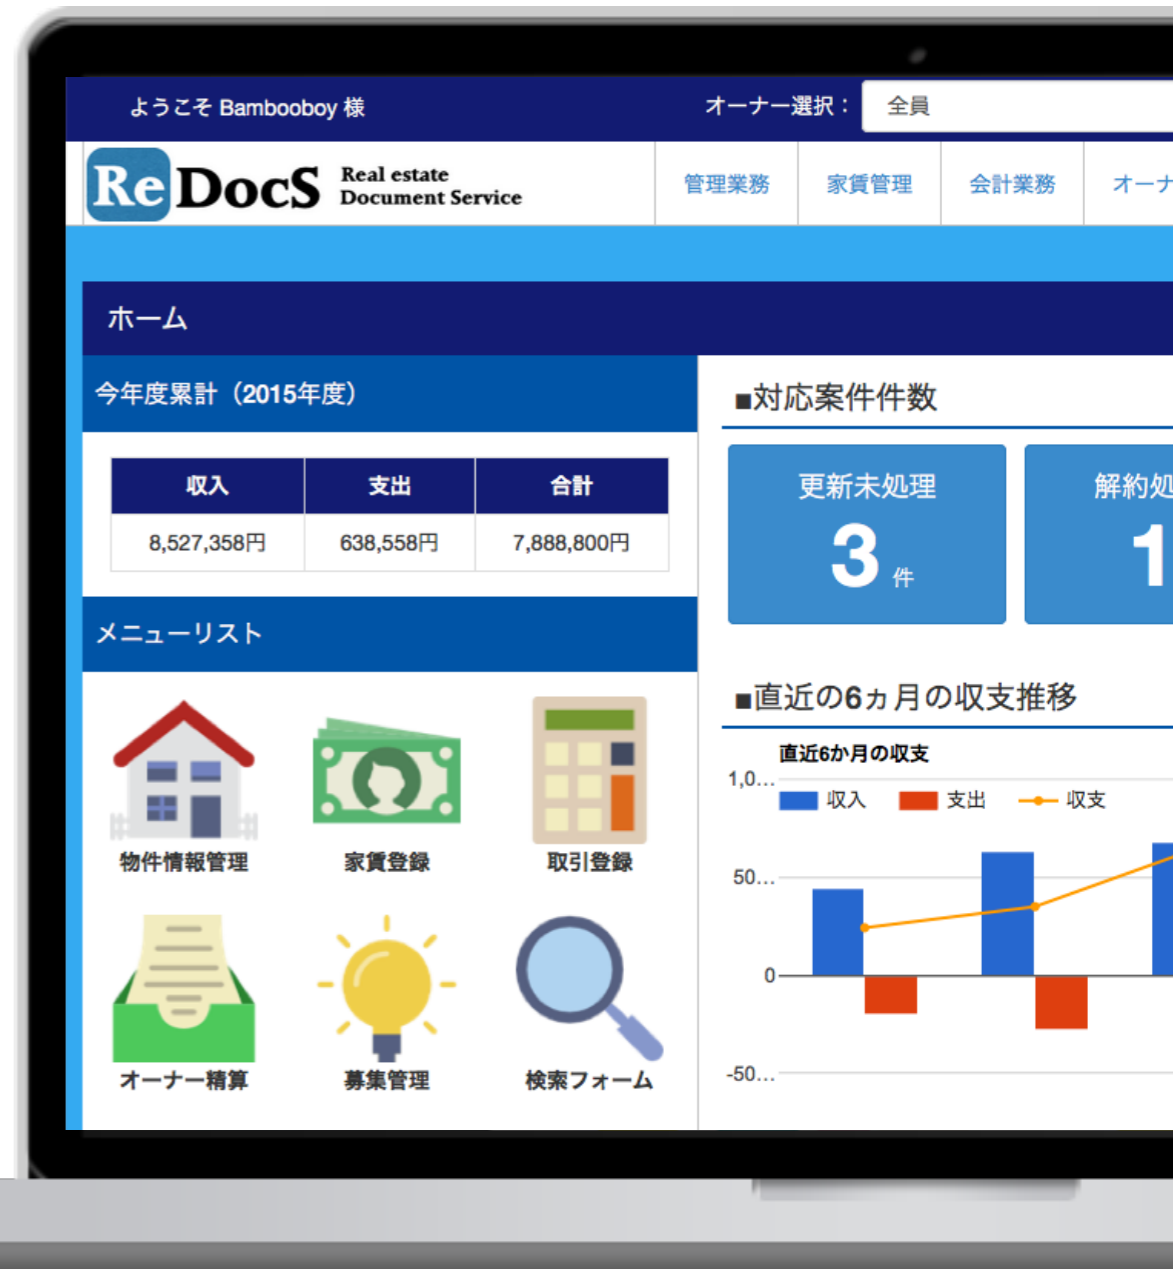 ようこそ Bambooboy 様
オーナー選択： 全員
ReDocS Real estate
Document Service
管理業務 家賃管理 会計業務 オーナ
ホーム
今年度累計（2015年度）
収入 支出 合計
8,527,358円 638,558円 7,888,800円
メニューリスト
物件情報管理 家賃登録 取引登録
オーナー精算 募集管理 検索フォーム
■対応案件件数
更新未処理 解約処
3 件 1
■直近の6ヵ月の収支推移
直近6か月の収支
1,0...
収入 支出 収支
50...
0
-50...